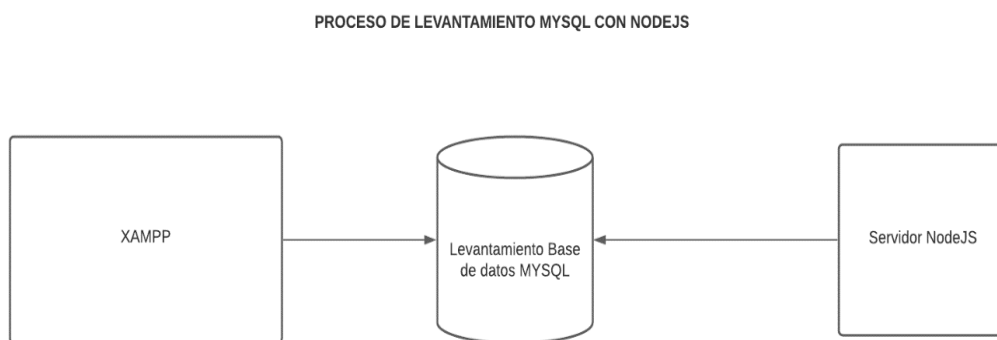 PROCESO DE LEVANTAMIENTO MYSQL CON NODEJS
XAMPP
Levantamiento Base
de datos MYSQL
Servidor NodeJS